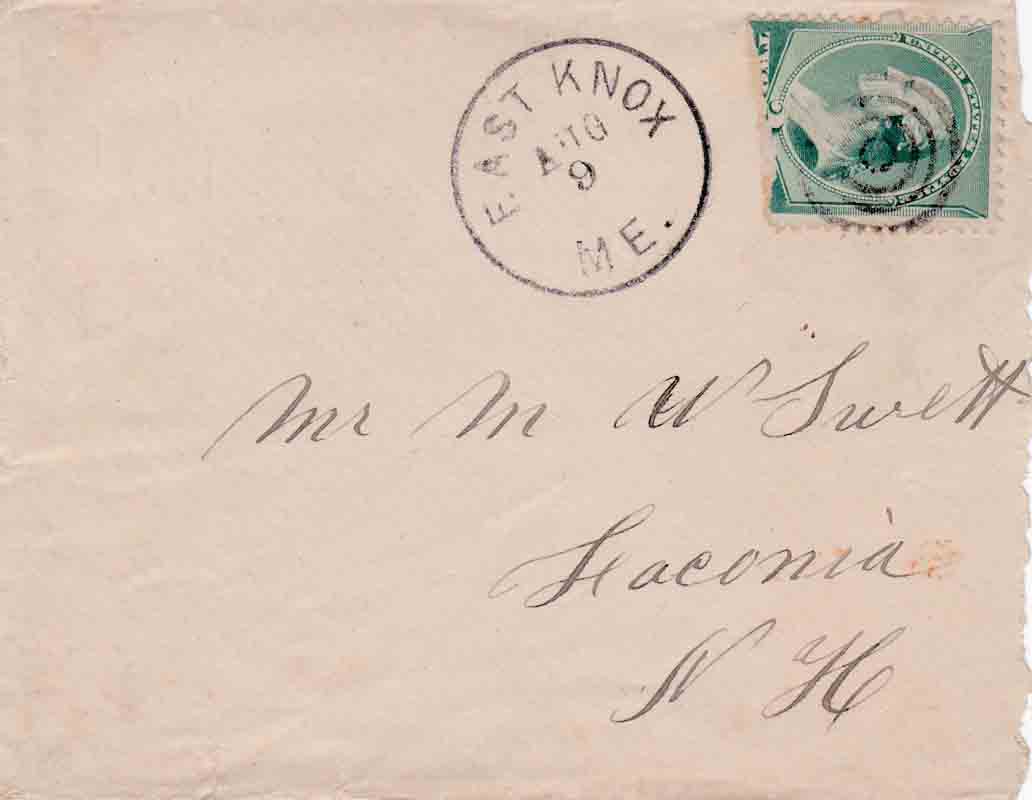 EAST KNOX
AUG
9
ME.
Mr M W Swett
Laconia
N H